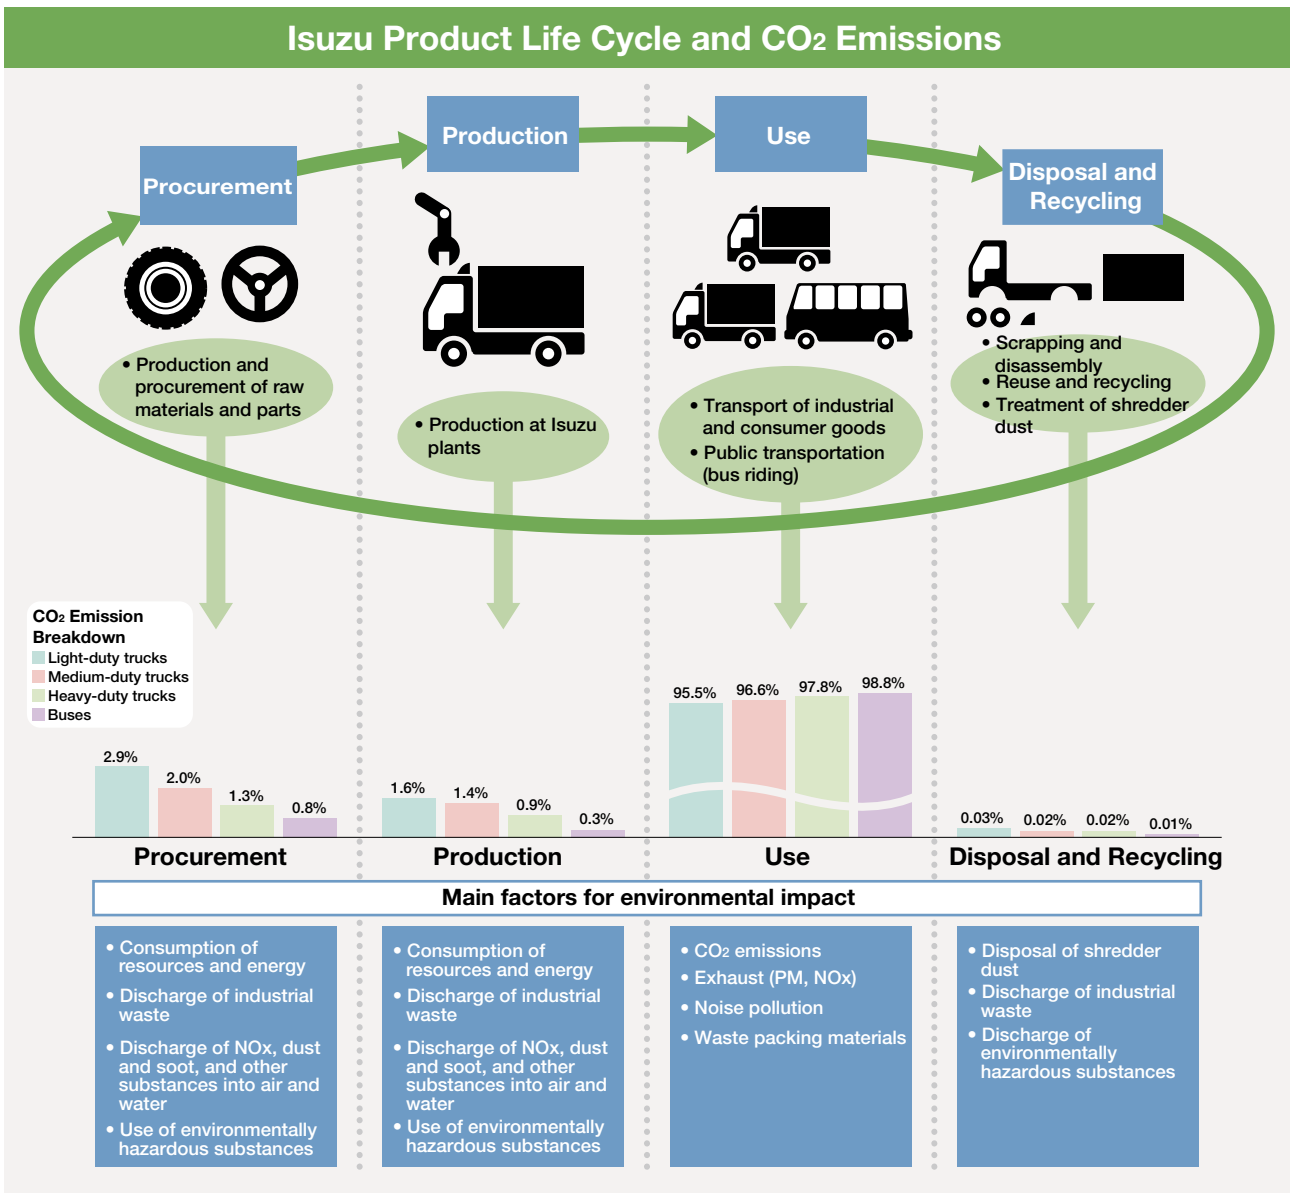 Isuzu Product Life Cycle and CO2 Emissions
Procurement
Production
Use
Disposal and
Recycling
• Production and
procurement of raw
materials and parts
• Production at Isuzu
plants
• Transport of industrial
and consumer goods
• Public transportation
(bus riding)
• Scrapping and
disassembly
• Reuse and recycling
• Treatment of shredder
dust
CO2 Emission
Breakdown
Light-duty trucks
Medium-duty trucks
Heavy-duty trucks
Buses
2.9%
2.0%
1.3%
0.8%
1.6%
1.4%
0.9%
0.3%
95.5%
96.6%
97.8%
98.8%
0.03%
0.02%
0.02%
0.01%
Procurement
Production
Use
Disposal and Recycling
Main factors for environmental impact
• Consumption of
resources and energy
• Discharge of industrial
waste
• Discharge of NOx, dust
and soot, and other
substances into air and
water
• Use of environmentally
hazardous substances
• Consumption of
resources and energy
• Discharge of industrial
waste
• Discharge of NOx, dust
and soot, and other
substances into air and
water
• Use of environmentally
hazardous substances
• CO2 emissions
• Exhaust (PM, NOx)
• Noise pollution
• Waste packing materials
• Disposal of shredder
dust
• Discharge of industrial
waste
• Discharge of
environmentally
hazardous substances